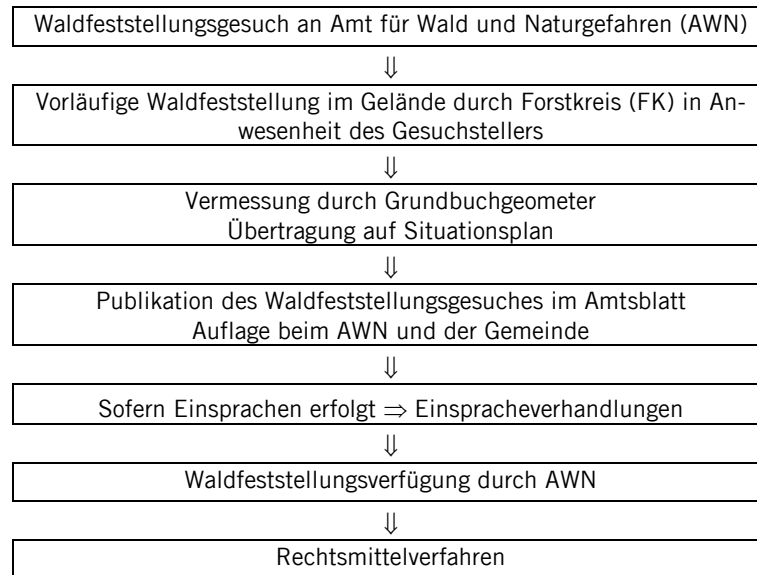 Waldfeststellungsgesuch an Amt für Wald und Naturgefahren (AWN)
⇓
Vorläufige Waldfeststellung im Gelände durch Forstkreis (FK) in An-
wesenheit des Gesuchstellers
⇓
Vermessung durch Grundbuchgeometer
Übertragung auf Situationsplan
⇓
Publikation des Waldfeststellungsgesuches im Amtsblatt
Auflage beim AWN und der Gemeinde
⇓
Sofern Einsprachen erfolgt ⇒ Einspracheverhandlungen
⇓
Waldfeststellungsverfügung durch AWN
⇓
Rechtsmittelverfahren